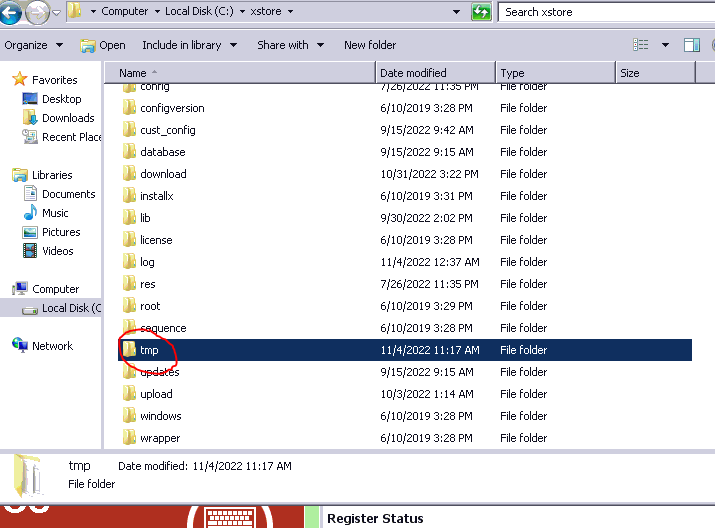 Computer Local Disk (C:) xstore Search xstore
Organize Open Include in library Share with New folder
Name Date modified Type Size
Favorites
Desktop
Downloads
Recent Place
Libraries
Documents
Music
Pictures
Videos
Computer
Local Disk (C
Network
config 7/26/2022 11:35 PM File folder
configversion 6/10/2019 3:28 PM File folder
cust_config 9/15/2022 9:42 AM File folder
database 9/15/2022 9:15 AM File folder
download 10/31/2022 3:22 PM File folder
installx 6/10/2019 3:31 PM File folder
lib 9/30/2022 2:02 PM File folder
license 6/10/2019 3:28 PM File folder
log 11/4/2022 12:37 AM File folder
res 7/26/2022 11:35 PM File folder
root 6/10/2019 3:29 PM File folder
sequence 6/10/2019 3:28 PM File folder
tmp 11/4/2022 11:17 AM File folder
updates 9/15/2022 9:15 AM File folder
upload 10/3/2022 1:14 AM File folder
windows 6/10/2019 3:28 PM File folder
wrapper 6/10/2019 3:28 PM File folder
tmp Date modified: 11/4/2022 11:17 AM
File folder
Register Status